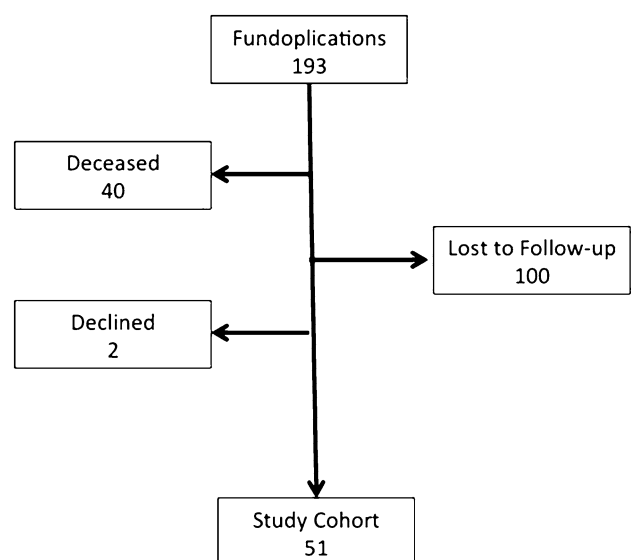 Fundoplications
193
Deceased
40
Lost to Follow-up
100
Declined
2
Study Cohort
51